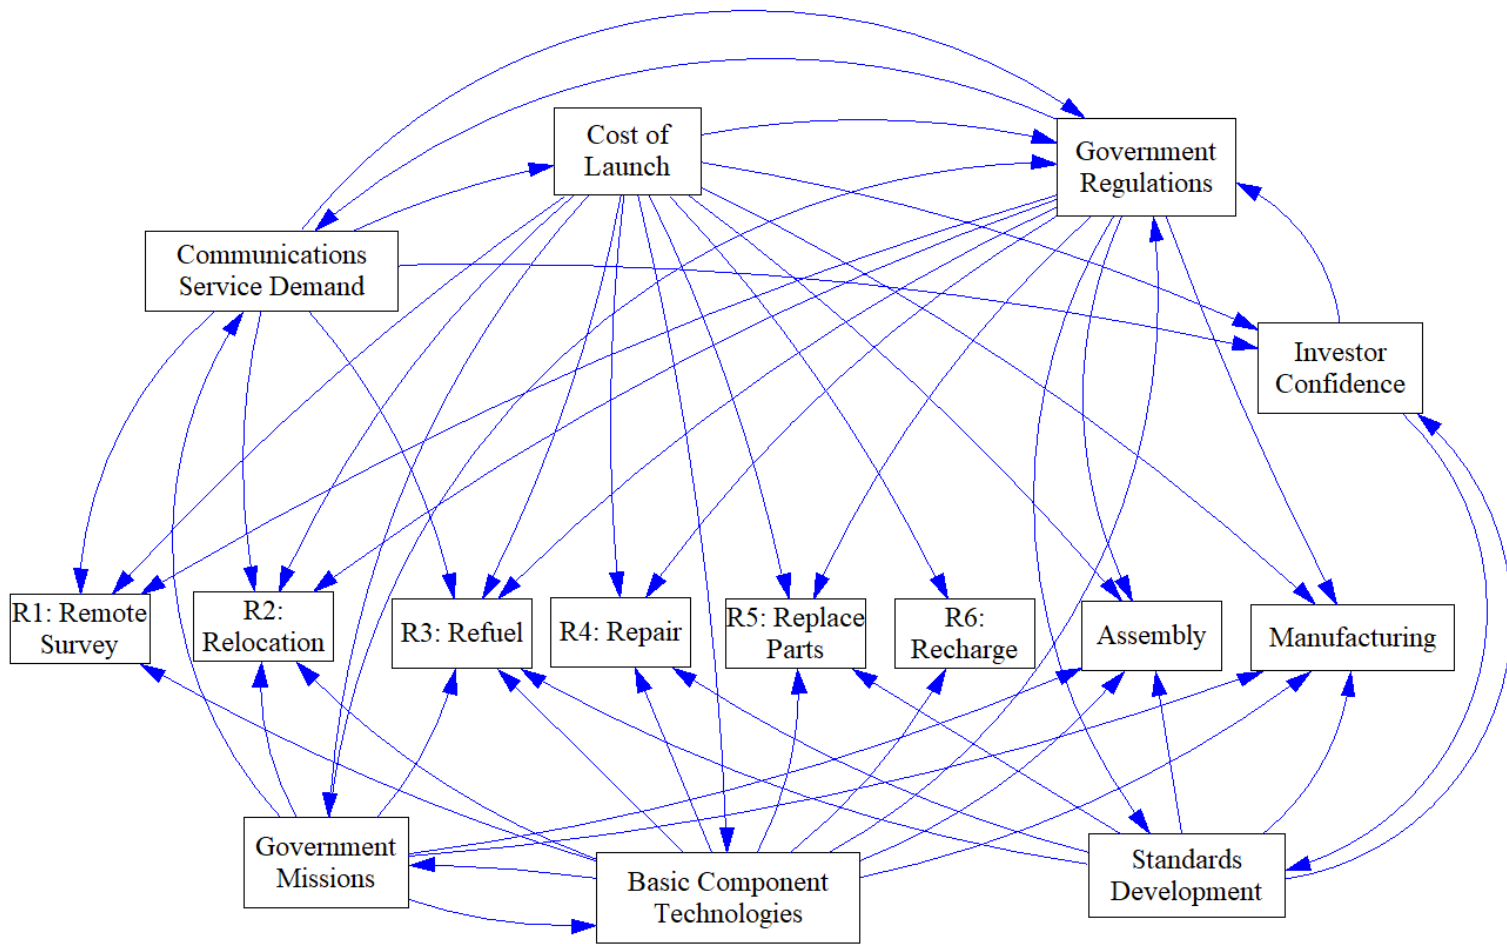 Cost of
Launch
Government
Regulations
Communications
Service Demand
Investor
Confidence
R1: Remote
Survey
R2:
Relocation
R3: Refuel
R4: Repair
R5: Replace
Parts
R6:
Recharge
Assembly
Manufacturing
Government
Missions
Basic Component
Technologies
Standards
Development